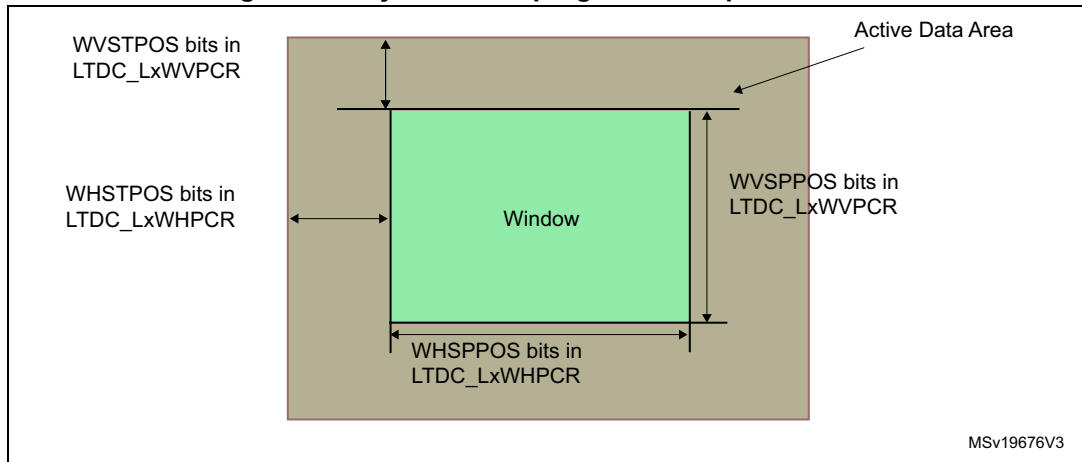 WVSTPOS bits in
LTDC_LxWVPCR
Active Data Area
WHSTPOS bits in
LTDC_LxWHPCR
Window
WVSPPOS bits in
LTDC_LxWVPCR
WHSPPOS bits in
LTDC_LxWHPCR
MSv19676V3